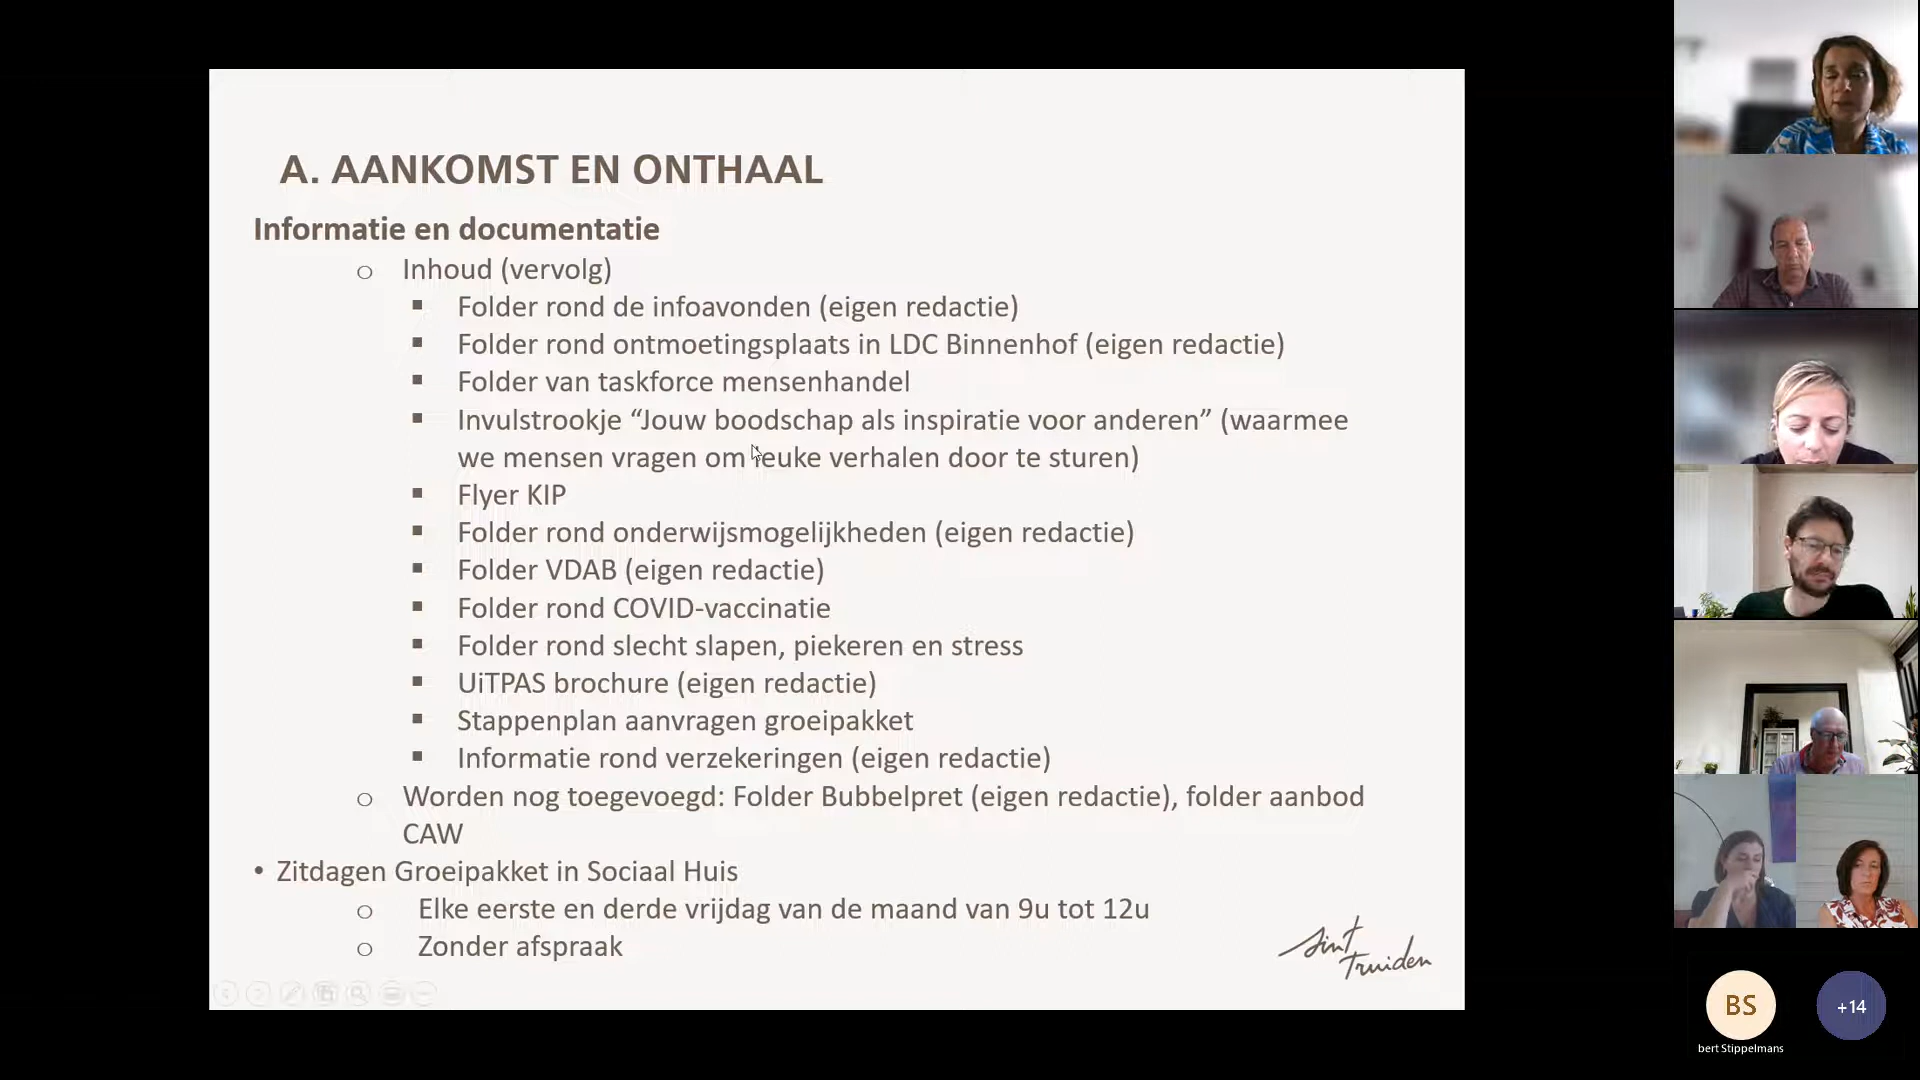 A. AANKOMST EN ONTHAAL
Informatie en documentatie
o Inhoud (vervolg)
▪ Folder rond de infoavonden (eigen redactie)
▪ Folder rond ontmoetingsplaats in LDC Binnenhof (eigen redactie)
▪ Folder van taskforce mensenhandel
▪ Invulstrookje “Jouw boodschap als inspiratie voor anderen” (waarmee
we mensen vragen om leuke verhalen door te sturen)
▪ Flyer KIP
▪ Folder rond onderwijsmogelijkheden (eigen redactie)
▪ Folder VDAB (eigen redactie)
▪ Folder rond COVID-vaccinatie
▪ Folder rond slecht slapen, piekeren en stress
▪ UiTPAS brochure (eigen redactie)
▪ Stappenplan aanvragen groeipakket
▪ Informatie rond verzekeringen (eigen redactie)
o Worden nog toegevoegd: Folder Bubbelpret (eigen redactie), folder aanbod
CAW
• Zitdagen Groeipakket in Sociaal Huis
o Elke eerste en derde vrijdag van de maand van 9u tot 12u
o Zonder afspraak
Sint
Truiden
BS
+14
bert Stippelmans